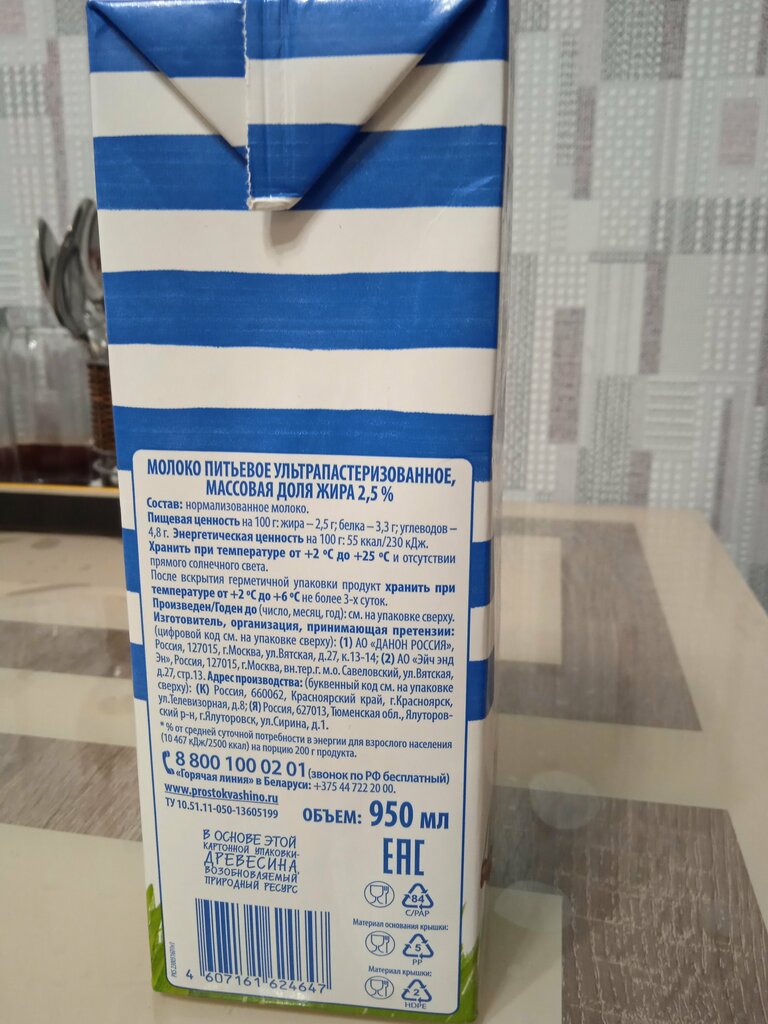 МОЛОКО ПИТЬЕВОЕ УЛЬТРАПАСТЕРИЗОВАННОЕ,
МАССОВАЯ ДОЛЯ ЖИРА 2,5 %
Состав: нормализованное молоко.
Пищевая ценность на 100 г: жира – 2,5 г; белка – 3,3 г; углеводов –
4,8 г. Энергетическая ценность на 100 г: 55 ккал/230 кДж.
Хранить при температуре от +2 °С до +25 °С и отсутствии
прямого солнечного света.
После вскрытия герметичной упаковки продукт хранить при
температуре от +2 °С до +6 °С не более 3-х суток.
Произведен/Годен до (число, месяц, год): см. на упаковке сверху.
Изготовитель, организация, принимающая претензии:
(цифровой код см. на упаковке сверху): (1) АО «ДАНОН РОССИЯ»,
Россия, 127015, г.Москва, ул.Вятская, д.27, к.13-14; (2) АО «Эйч энд
Эн», Россия, 127015, г.Москва, вн.тер.г. м.о. Савеловский, ул.Вятская,
д.27, стр.13. Адрес производства: (буквенный код см. на упаковке
сверху): (К) Россия, 660062, Красноярский край, г.Красноярск,
ул.Телевизорная, д.8; (Я) Россия, 627013, Тюменская обл., Ялуторов-
ский р-н, г.Ялуторовск, ул.Сирина, д.1.
* % от средней суточной потребности в энергии для взрослого населения
(10 467 кДж/2500 ккал) на порцию 200 г продукта.
8 800 100 02 01 (звонок по РФ бесплатный)
«Горячая линия» в Беларуси: +375 44 722 20 00.
www.prostokvashino.ru
ТУ 10.51.11-050-13605199
ОБЪЕМ: 950 мл
В ОСНОВЕ ЭТОЙ
КАРТОННОЙ УПАКОВКИ-
ДРЕВЕСИНА,
ВОЗОБНОВЛЯЕМЫЙ
ПРИРОДНЫЙ РЕСУРС
EAC
84
C/PAP
Материал основания крышки:
5
PP
Материал крышки:
2
HDPE
4 607161 624647